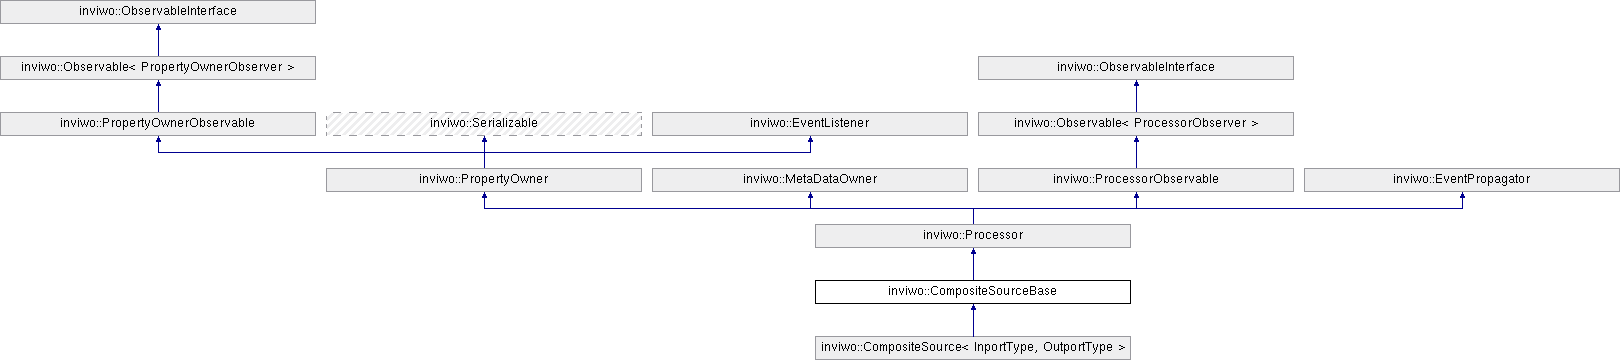 inviwo::ObservableInterface
inviwo::Observable< PropertyOwnerObserver >
inviwo::ObservableInterface
inviwo::PropertyOwnerObservable
inviwo::Serializable
inviwo::EventListener
inviwo::Observable< ProcessorObserver >
inviwo::PropertyOwner
inviwo::MetaDataOwner
inviwo::ProcessorObservable
inviwo::EventPropagator
inviwo::Processor
inviwo::CompositeSourceBase
inviwo::CompositeSource< InportType, OutportType >